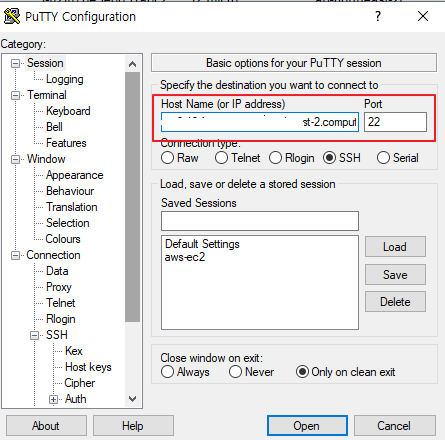 PuTTY Configuration
?
Category:
Session
Logging
Terminal
Keyboard
Bell
Features
Window
Appearance
Behaviour
Translation
Selection
Colours
Connection
Data
Proxy
Telnet
Rlogin
SSH
Kex
Host keys
Cipher
Auth
Basic options for your PuTTY session
Specify the destination you want to connect to
Host Name (or IP address) Port
st-2.comput 22
Connection type:
Raw Telnet Rlogin SSH Serial
Load, save or delete a stored session
Saved Sessions
Default Settings
aws-ec2
Load
Save
Delete
Close window on exit:
Always Never Only on clean exit
About Help Open Cancel